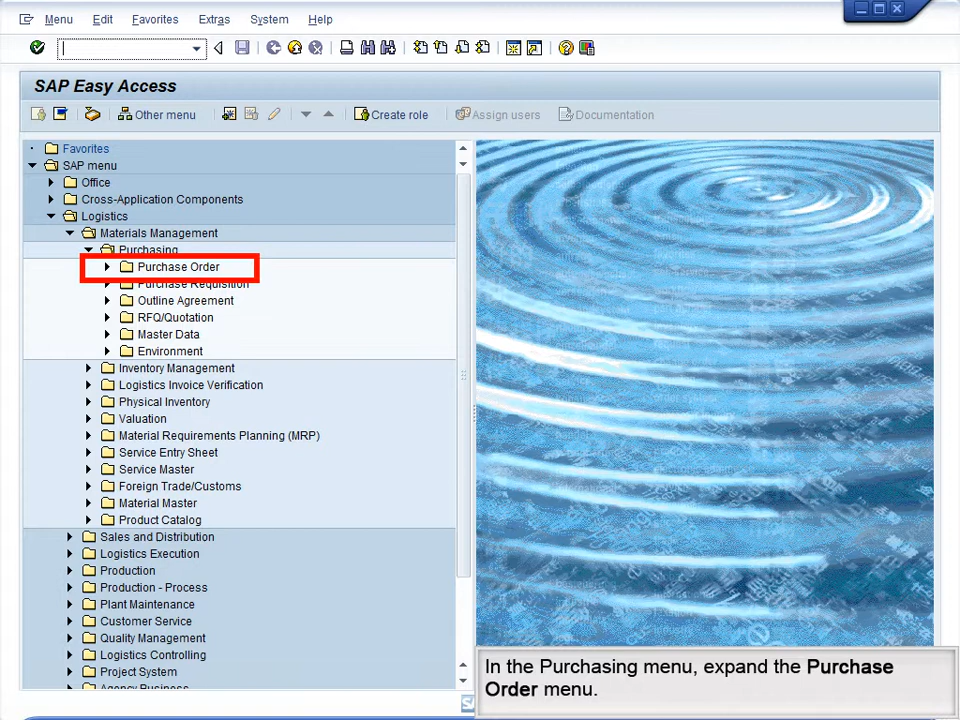 Menu Edit Favorites Extras System Help
SAP Easy Access
Other menu Create role Assign users Documentation
Favorites
SAP menu
Office
Cross-Application Components
Logistics
Materials Management
Purchasing
Purchase Order
Purchase Requisition
Outline Agreement
RFQ/Quotation
Master Data
Environment
Inventory Management
Logistics Invoice Verification
Physical Inventory
Valuation
Material Requirements Planning (MRP)
Service Entry Sheet
Service Master
Foreign Trade/Customs
Material Master
Product Catalog
Sales and Distribution
Logistics Execution
Production
Production - Process
Plant Maintenance
Customer Service
Quality Management
Logistics Controlling
Project System
Agency Business
In the Purchasing menu, expand the Purchase
Order menu.